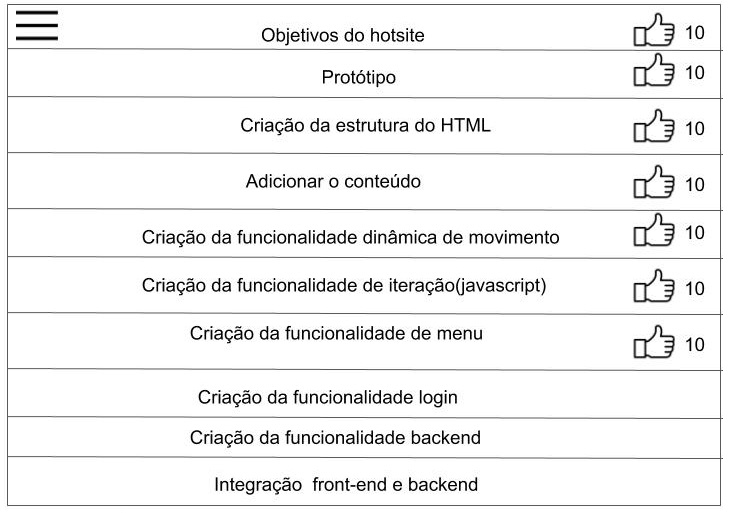 Objetivos do hotsite 10
Protótipo 10
Criação da estrutura do HTML 10
Adicionar o conteúdo 10
Criação da funcionalidade dinâmica de movimento 10
Criação da funcionalidade de iteração(javascript) 10
Criação da funcionalidade de menu 10
Criação da funcionalidade login
Criação da funcionalidade backend
Integração  front-end e backend